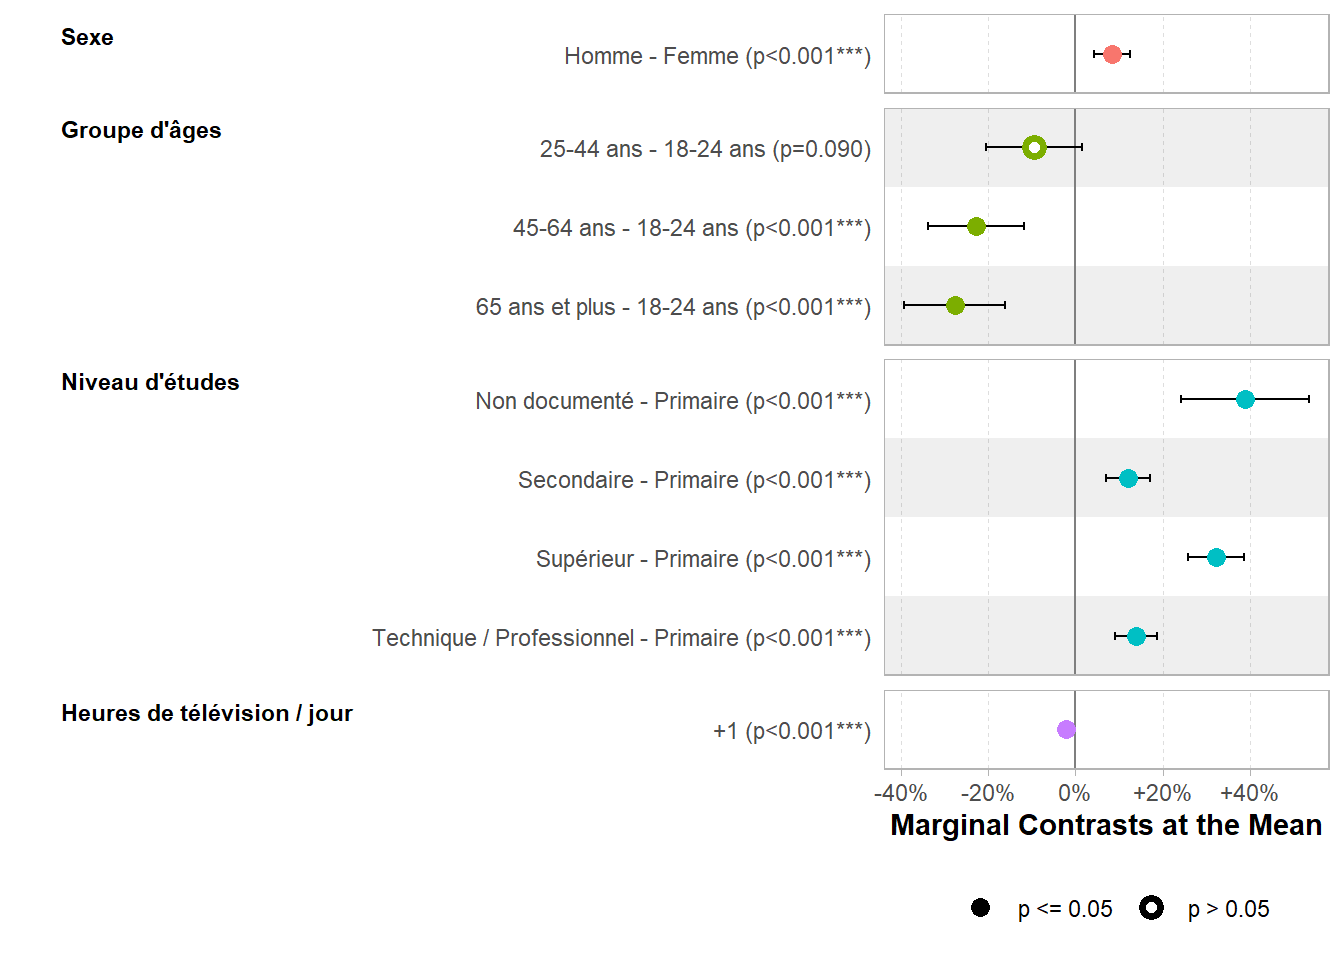 Sexe
Homme - Femme (p<0.001***)
Groupe d'âges
25-44 ans - 18-24 ans (p=0.090)
45-64 ans - 18-24 ans (p<0.001***)
65 ans et plus - 18-24 ans (p<0.001***)
Niveau d'études
Non documenté - Primaire (p<0.001***)
Secondaire - Primaire (p<0.001***)
Supérieur - Primaire (p<0.001***)
Technique / Professionnel - Primaire (p<0.001***)
Heures de télévision / jour
+1 (p<0.001***)
-40% -20% 0% +20% +40%
Marginal Contrasts at the Mean
p <= 0.05 p > 0.05